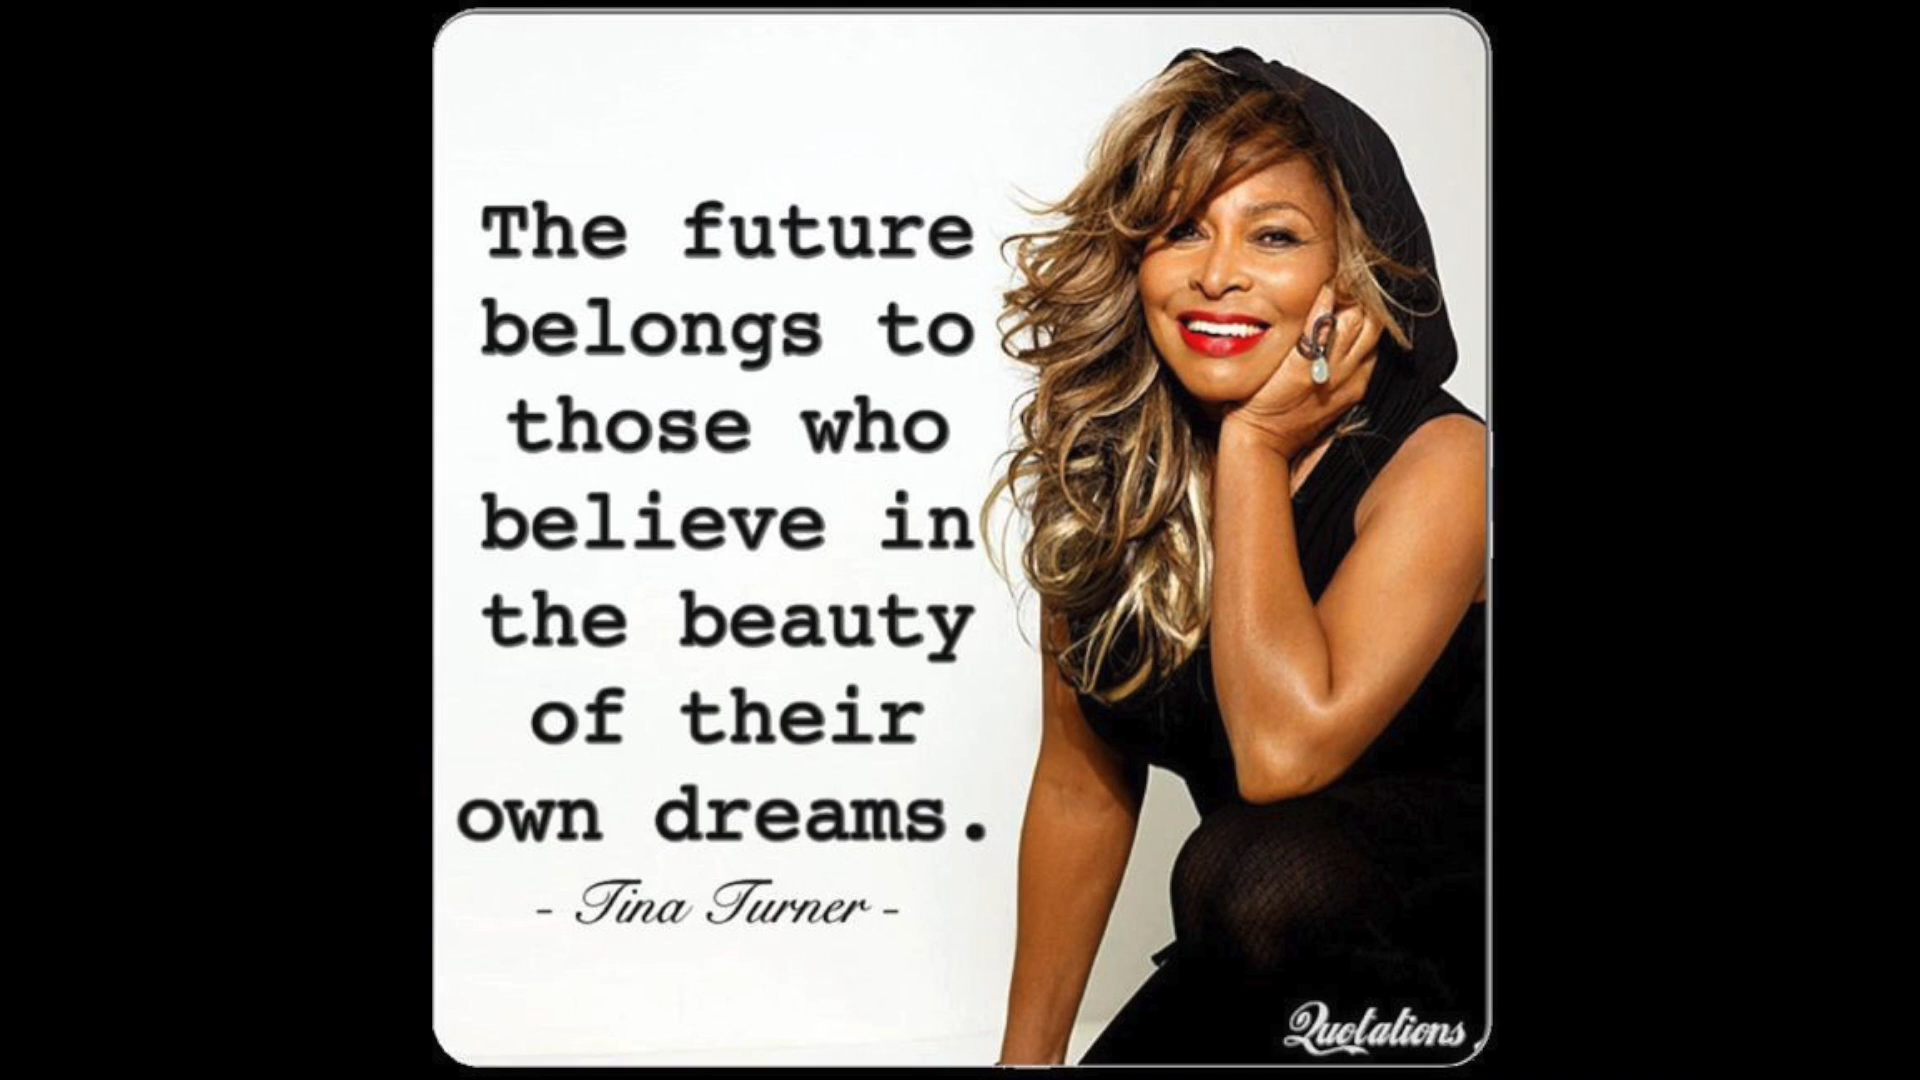 The future
belongs to
those who
believe in
the beauty
of their
own dreams.
- Tina Turner -
Quotations